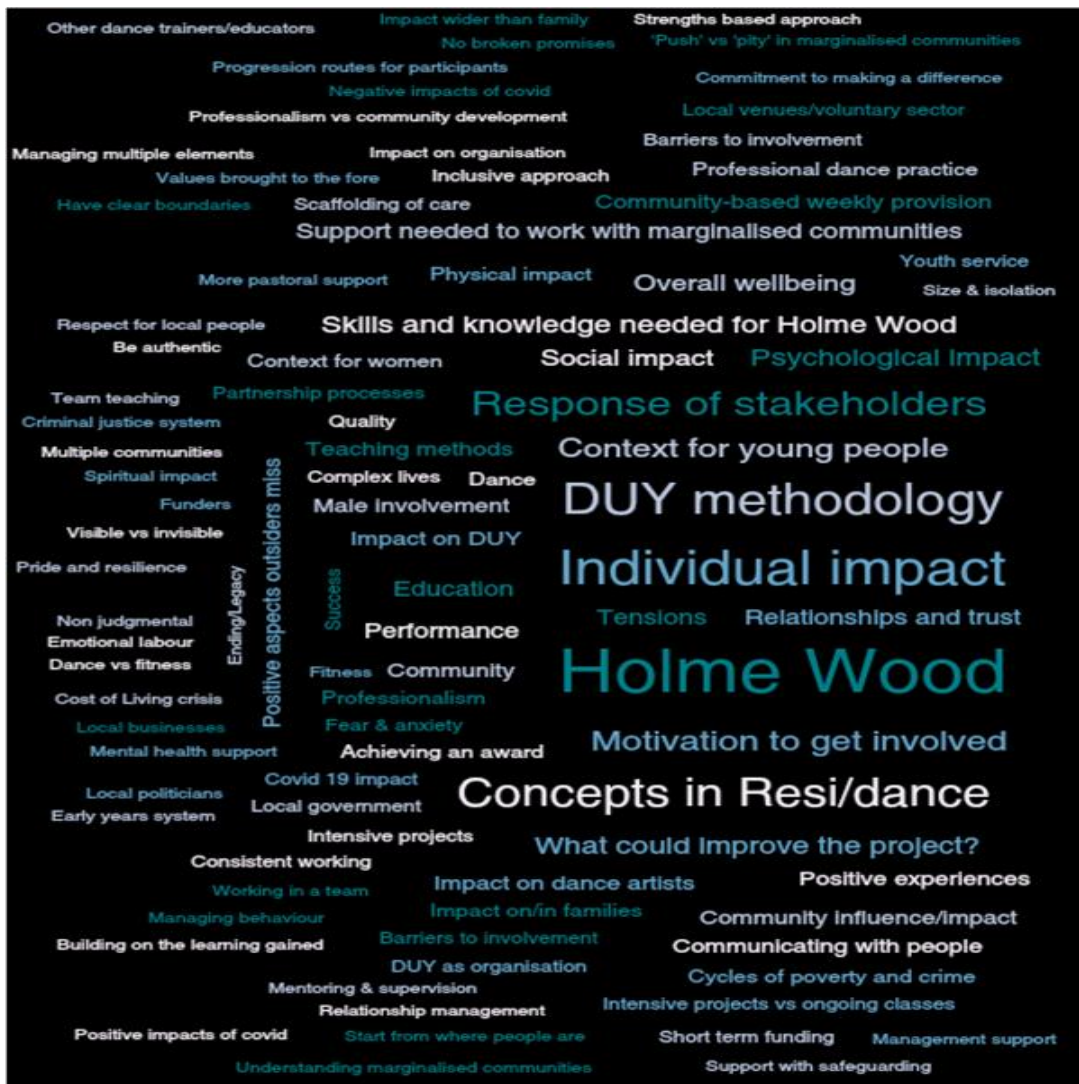 Other dance trainers/educators
Impact wider than family
Strengths based approach
No broken promises
'Push' vs 'pity' in marginalised communities
Progression routes for participants
Commitment to making a difference
Negative impacts of covid
Local venues/voluntary sector
Professionalism vs community development
Barriers to involvement
Managing multiple elements
Impact on organisation
Professional dance practice
Values brought to the fore
Inclusive approach
Have clear boundaries
Scaffolding of care
Community-based weekly provision
Support needed to work with marginalised communities
Youth service
More pastoral support
Physical impact
Overall wellbeing
Size & isolation
Respect for local people
Skills and knowledge needed for Holme Wood
Be authentic
Context for women
Social impact
Psychological Impact
Team teaching
Partnership processes
Response of stakeholders
Criminal justice system
Quality
Multiple communities
Teaching methods
Context for young people
Spiritual impact
Positive aspects outsiders miss
Complex lives
Dance
Funders
Male involvement
DUY methodology
Visible vs invisible
Impact on DUY
Pride and resilience
Ending/Legacy
Success
Education
Individual impact
Non judgmental
Tensions
Relationships and trust
Emotional labour
Performance
Dance vs fitness
Fitness
Community
Holme Wood
Cost of Living crisis
Professionalism
Local businesses
Fear & anxiety
Motivation to get involved
Mental health support
Achieving an award
Covid 19 impact
Local politicians
Concepts in Resi/dance
Early years system
Local government
Intensive projects
What could improve the project?
Consistent working
Working in a team
Impact on dance artists
Positive experiences
Managing behaviour
Impact on/in families
Community influence/impact
Building on the learning gained
Barriers to involvement
Communicating with people
DUY as organisation
Cycles of poverty and crime
Mentoring & supervision
Relationship management
Intensive projects vs ongoing classes
Positive impacts of covid
Start from where people are
Short term funding
Management support
Understanding marginalised communities
Support with safeguarding